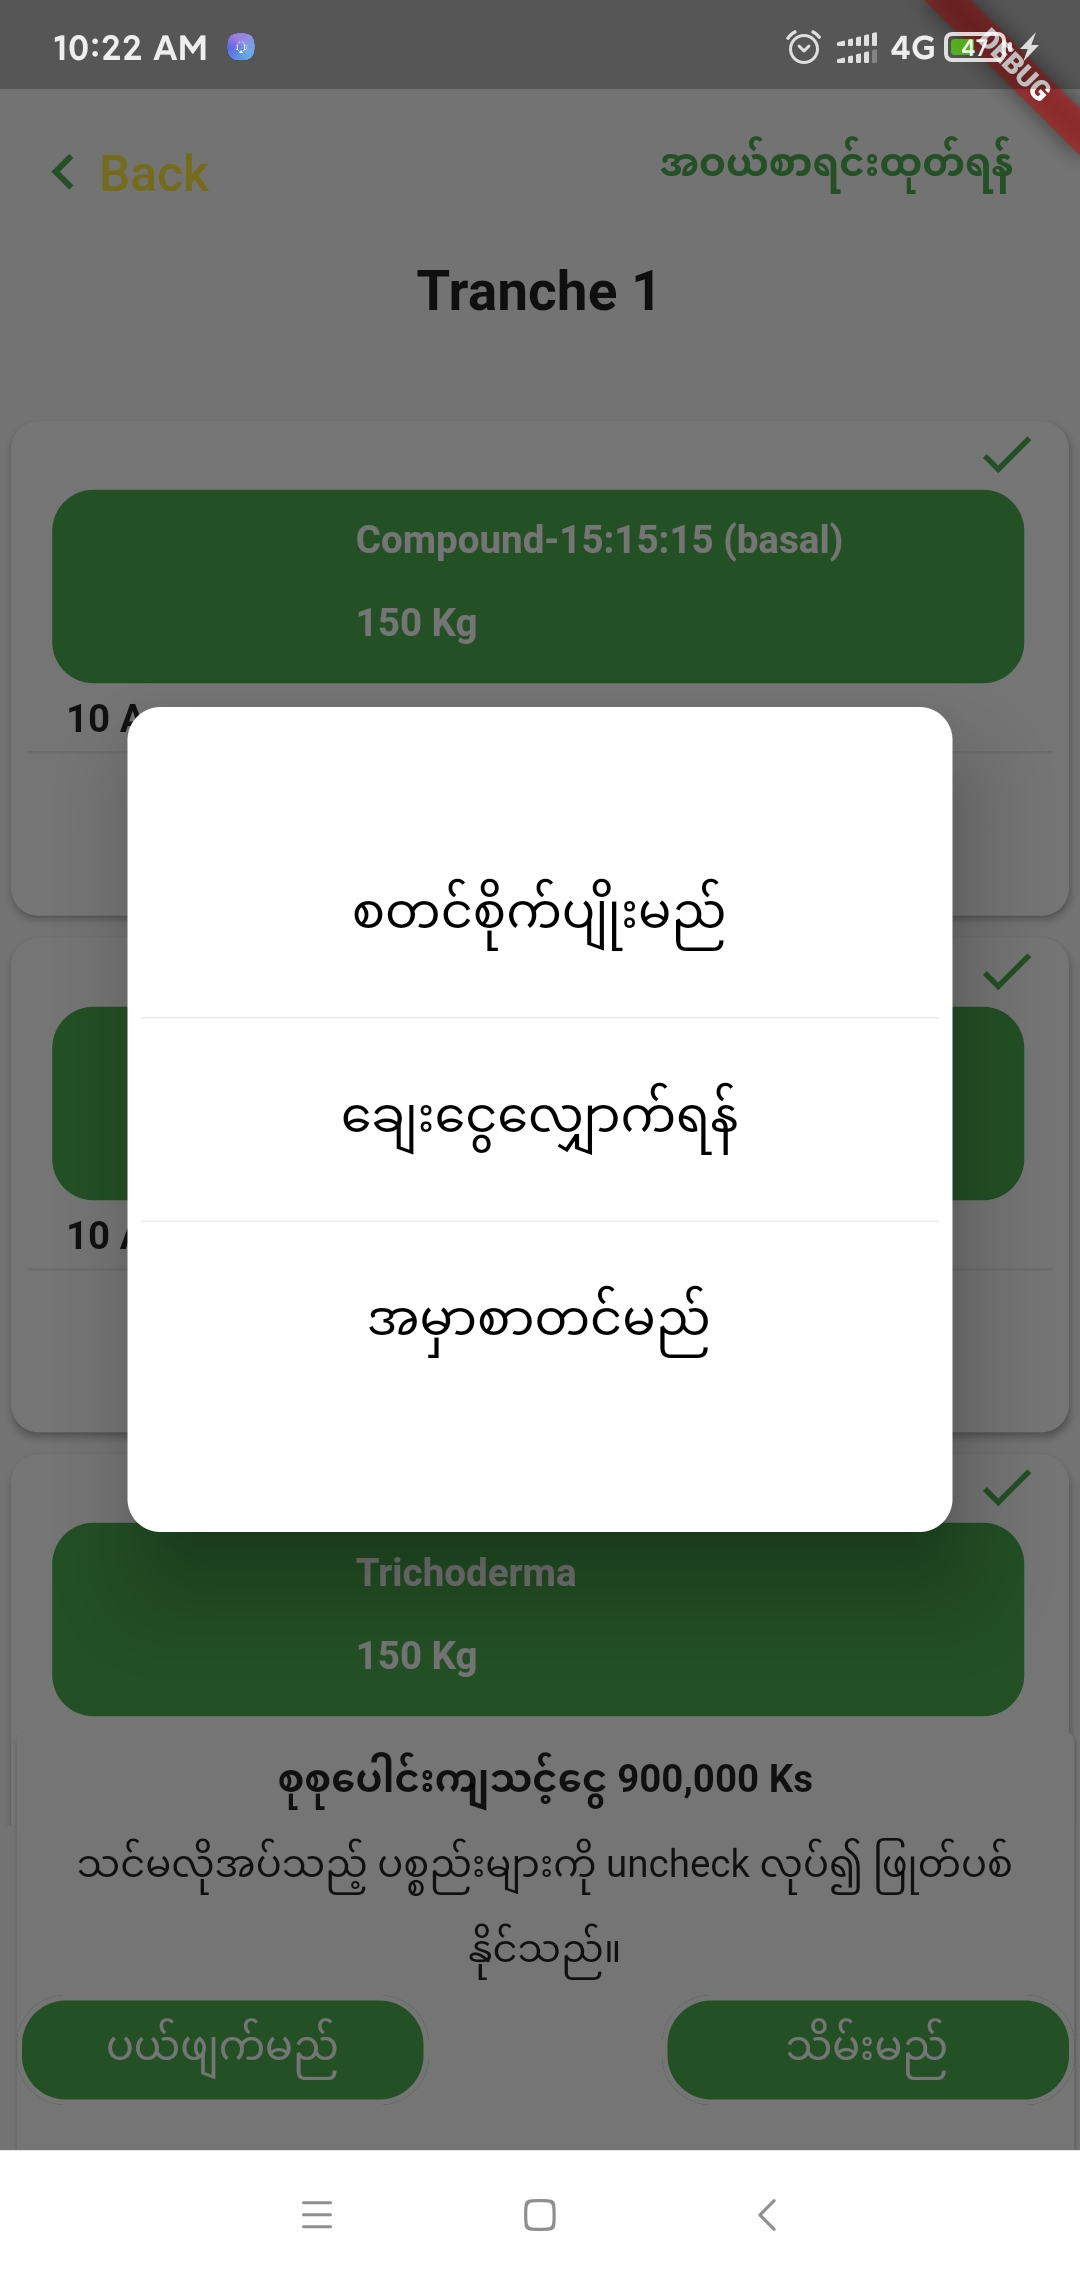 10:22 AM
4G
47
DEBUG
Back
အဝယ်စာရင်းထုတ်ရန်
Tranche 1
Compound-15:15:15 (basal)
150 Kg
10
စတင်စိုက်ပျိုးမည်
ချေးငွေလျှောက်ရန်
10
အမှာစာတင်မည်
Trichoderma
150 Kg
စုစုပေါင်းကျသင့်ငွေ 900,000 Ks
သင်မလိုအပ်သည့် ပစ္စည်းများကို uncheck လုပ်၍ ဖြုတ်ပစ်
နိုင်သည်။
ပယ်ဖျက်မည်
သိမ်းမည်